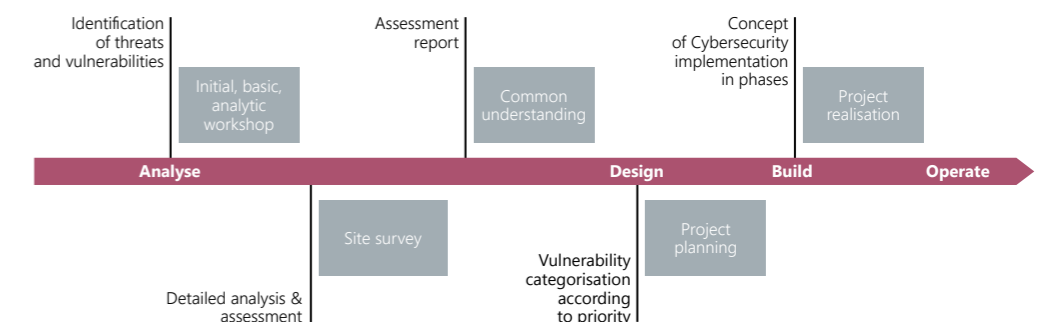 Identification
of threats
and vulnerabilities
Initial, basic,
analytic
workshop
Assessment
report
Common
understanding
Concept
of Cybersecurity
implementation
in phases
Project
realisation
Analyse
Design
Build
Operate
Site survey
Detailed analysis &
assessment
Project
planning
Vulnerability
categorisation
according
to priority